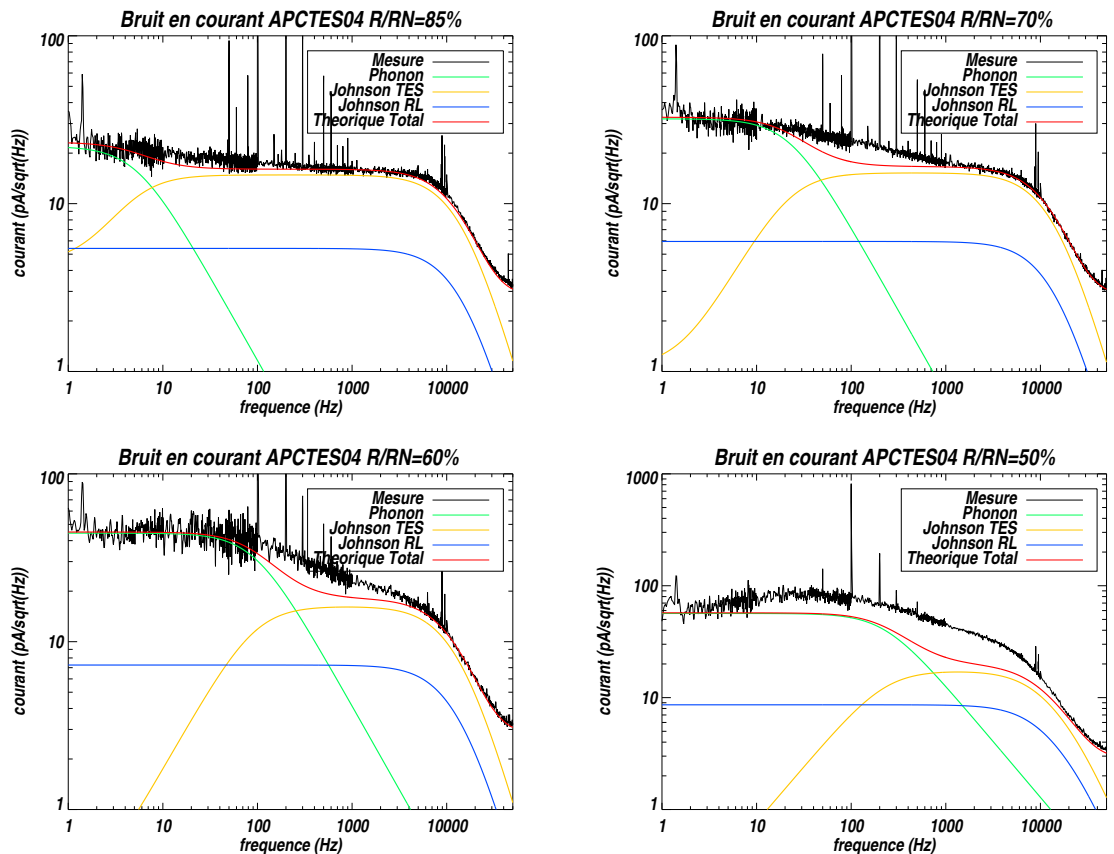 Bruit en courant APCTES04 R/RN=85%
100
10
1
courant (pA/sqrt(Hz))
Mesure
Phonon
Johnson TES
Johnson RL
Theorique Total
1 10 100 1000 10000
frequence (Hz)
Bruit en courant APCTES04 R/RN=70%
100
10
1
courant (pA/sqrt(Hz))
Mesure
Phonon
Johnson TES
Johnson RL
Theorique Total
1 10 100 1000 10000
frequence (Hz)
Bruit en courant APCTES04 R/RN=60%
100
10
1
courant (pA/sqrt(Hz))
Mesure
Phonon
Johnson TES
Johnson RL
Theorique Total
1 10 100 1000 10000
frequence (Hz)
Bruit en courant APCTES04 R/RN=50%
1000
100
10
1
courant (pA/sqrt(Hz))
Mesure
Phonon
Johnson TES
Johnson RL
Theorique Total
1 10 100 1000 10000
frequence (Hz)